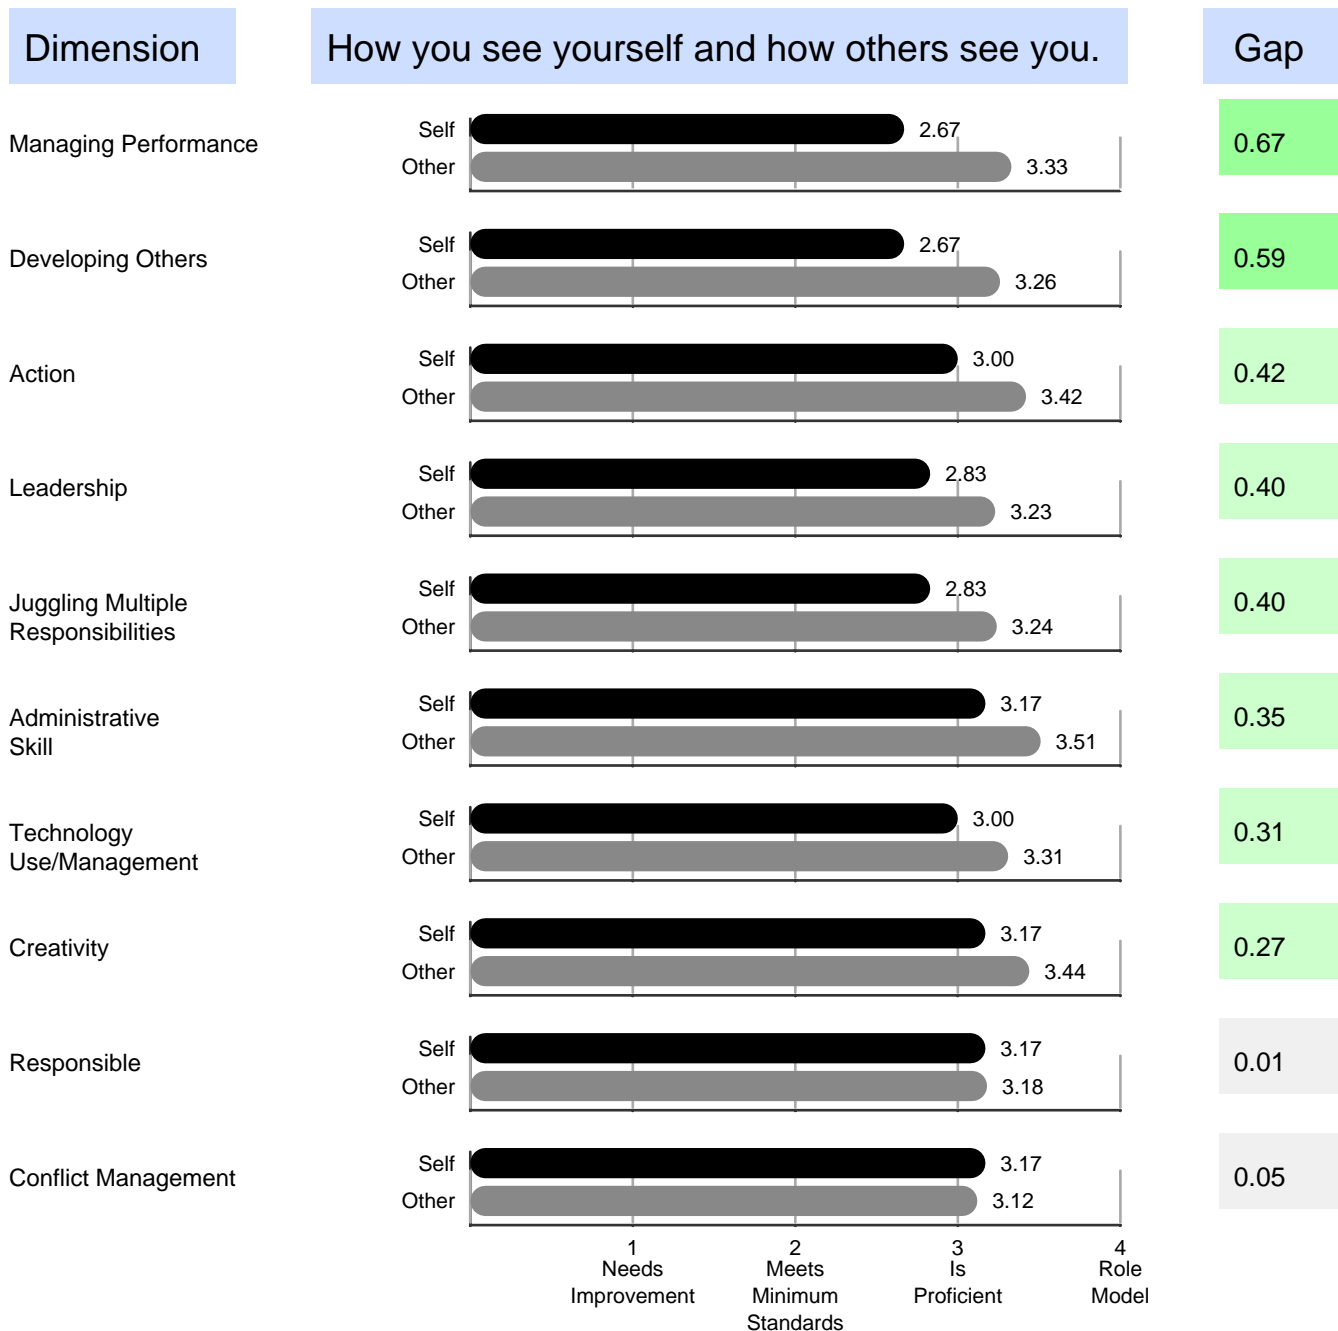 Dimension
How you see yourself and how others see you.
Gap
Managing Performance
Self
2.67
Other
3.33
0.67
Developing Others
Self
2.67
Other
3.26
0.59
Action
Self
3.00
Other
3.42
0.42
Leadership
Self
2.83
Other
3.23
0.40
Juggling Multiple
Responsibilities
Self
2.83
Other
3.24
0.40
Administrative
Skill
Self
3.17
Other
3.51
0.35
Technology
Use/Management
Self
3.00
Other
3.31
0.31
Creativity
Self
3.17
Other
3.44
0.27
Responsible
Self
3.17
Other
3.18
0.01
Conflict Management
Self
3.17
Other
3.12
0.05
1
Needs
Improvement
2
Meets
Minimum
Standards
3
Is
Proficient
4
Role
Model